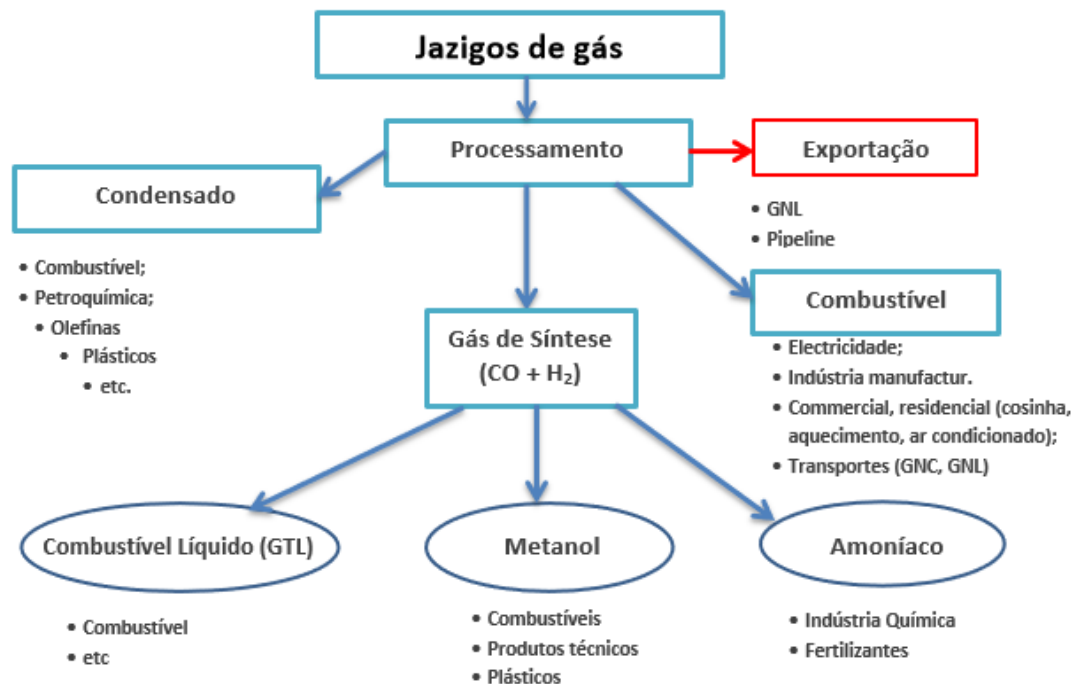 Jazigos de gás
Processamento
Exportação
• GNL
• Pipeline
Condensado
• Combustível;
• Petroquímica;
• Olefinas
• Plásticos
• etc.
Combustível
• Electricidade;
• Indústria manufactur.
• Commercial, residencial (cosinha,
aquecimento, ar condicionado);
• Transportes (GNC, GNL)
Gás de Síntese
(CO + H₂)
Combustível Líquido (GTL)
• Combustível
• etc
Metanol
• Combustíveis
• Produtos técnicos
• Plásticos
Amoníaco
• Indústria Química
• Fertilizantes